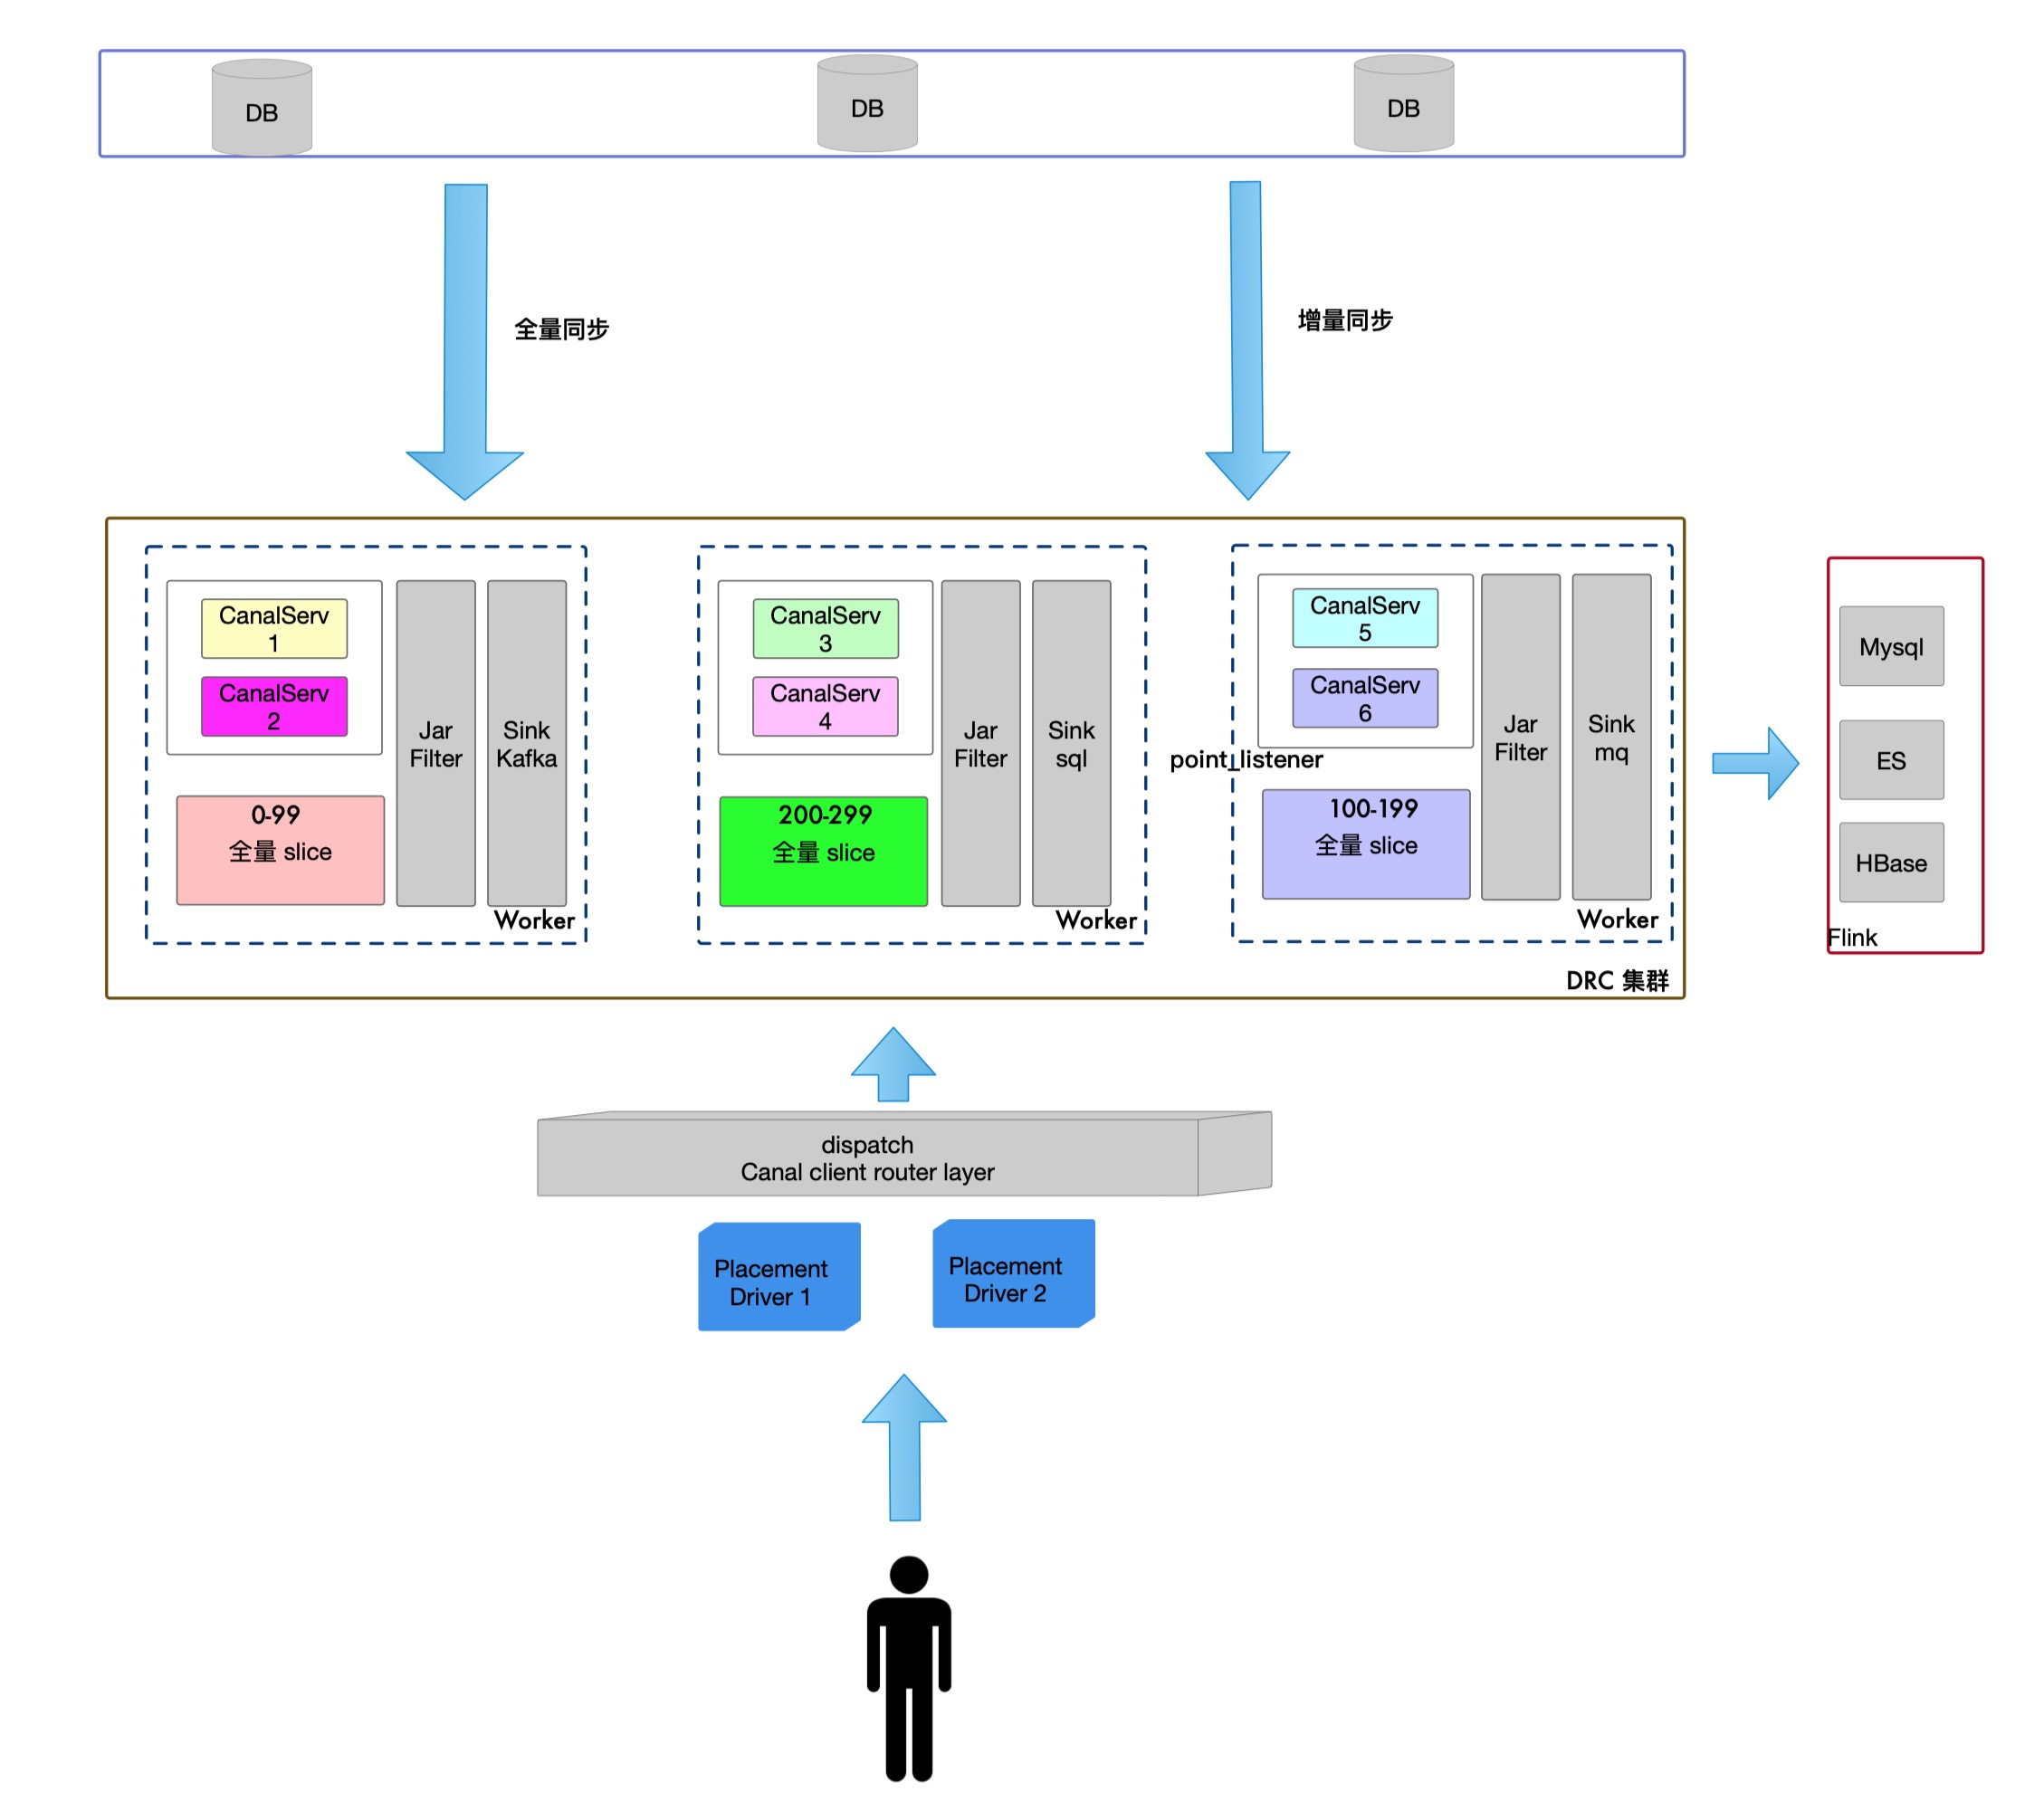 DB
DB
DB
全量同步
增量同步
CanalServ
1
CanalServ
2
Jar
Filter
Sink
Kafka
0-99
全量 slice
Worker
CanalServ
3
CanalServ
4
Jar
Filter
Sink
sql
200-299
全量 slice
Worker
point_listener
CanalServ
5
CanalServ
6
Jar
Filter
Sink
mq
100-199
全量 slice
Worker
DRC 集群
Mysql
ES
HBase
Flink
dispatch
Canal client router layer
Placement
Driver 1
Placement
Driver 2